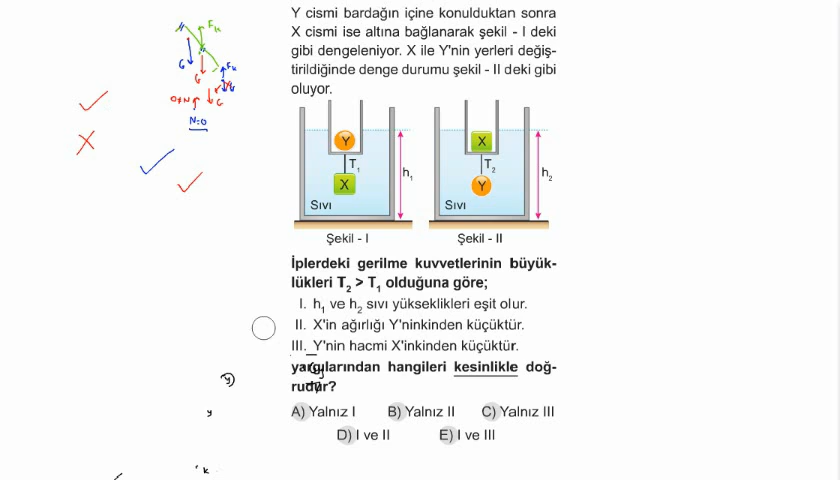 Y cismi bardağın içine konulduktan sonra
X cismi ise altına bağlanarak şekil - I deki
gibi dengeleniyor. X ile Y'nin yerleri değiş-
tirildiğinde denge durumu şekil - II deki gibi
oluyor.
Fk
G
G
Fk
G
G
N=0
Y
T1
X
h1
Sıvı
Şekil - I
X
T2
Y
h2
Sıvı
Şekil - II
İplerdeki gerilme kuvvetlerinin büyük-
lükleri T2 > T1 olduğuna göre;
I. h1 ve h2 sıvı yükseklikleri eşit olur.
II. X'in ağırlığı Y'ninkinden küçüktür.
III. Y'nin hacmi X'inkinden küçüktür.
yargılarından hangileri kesinlikle doğ-
rudur?
A) Yalnız I B) Yalnız II C) Yalnız III
D) I ve II E) I ve III
y)
y
k